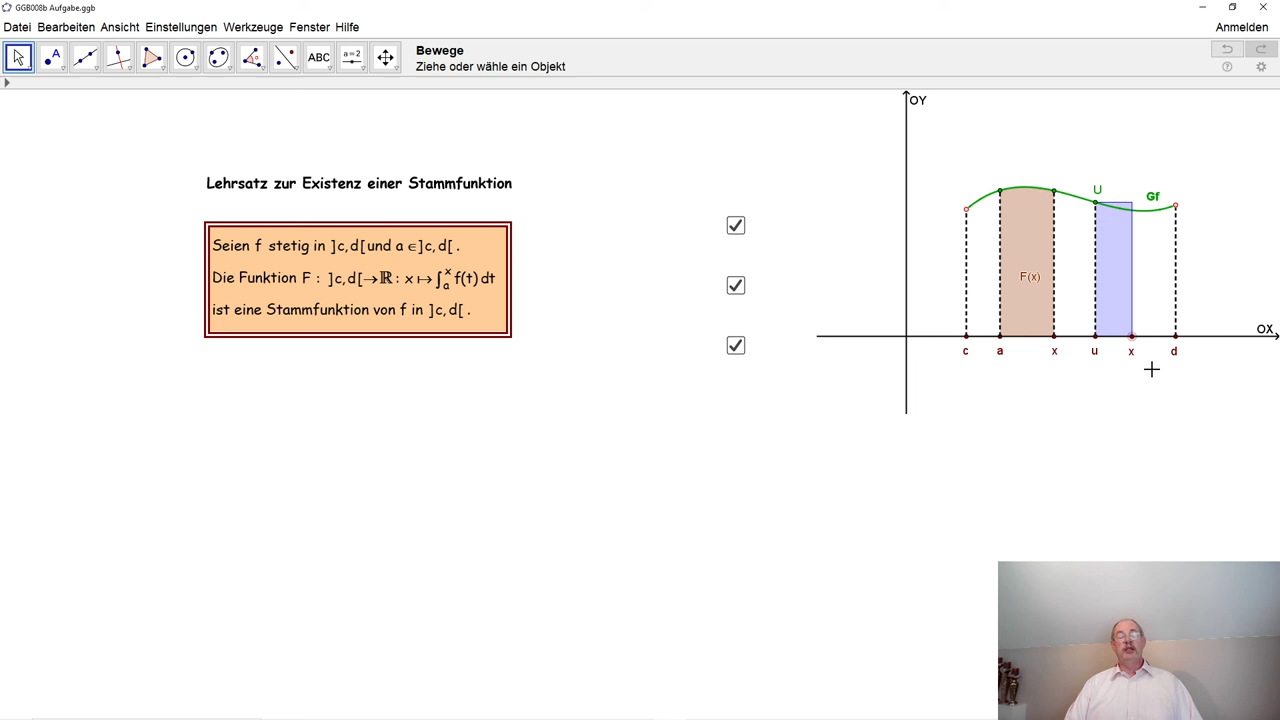 GGB008b Aufgabe.ggb
Datei Bearbeiten Ansicht Einstellungen Werkzeuge Fenster Hilfe
Anmelden
A
ABC
a=2
Bewege
Ziehe oder wähle ein Objekt
OY
Lehrsatz zur Existenz einer Stammfunktion
Seien f stetig in ]c,d[ und a ∈ ]c,d[ .
Die Funktion F : ]c,d[→ℝ : x ↦ ∫ₐˣ f(t) dt
ist eine Stammfunktion von f in ]c,d[ .
U
Gf
F(x)
OX
c a x u x d